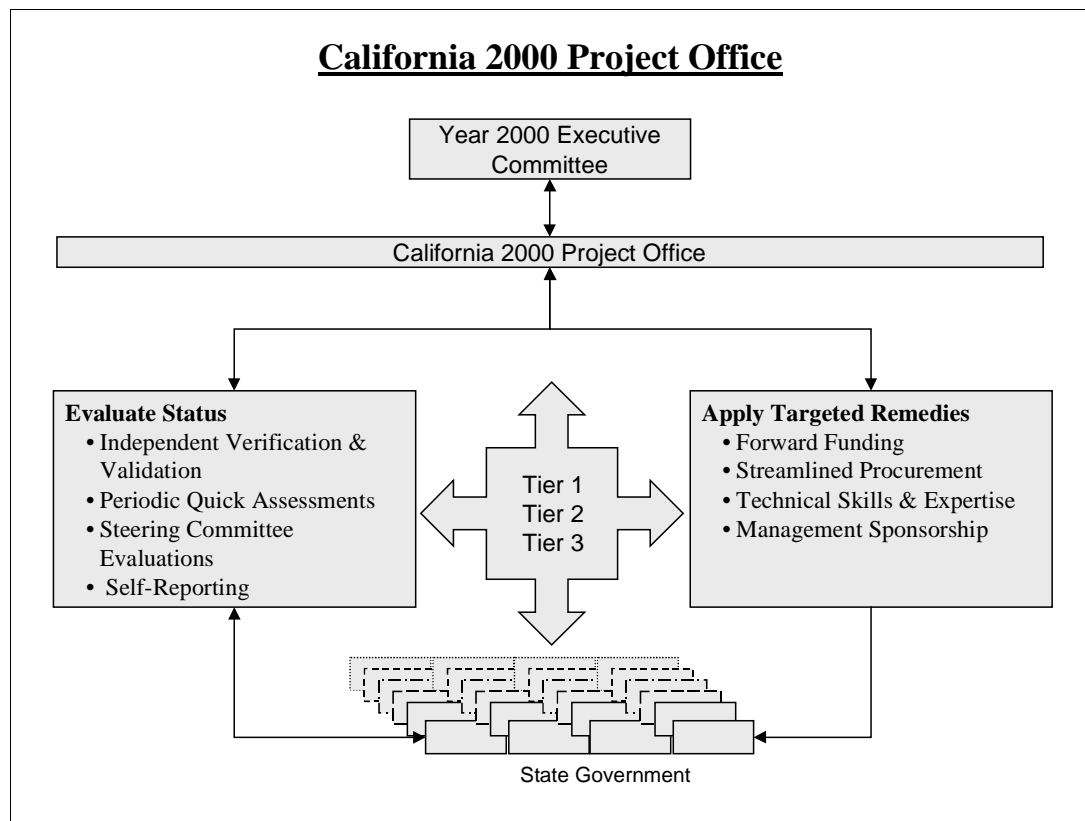 California 2000 Project Office
Year 2000 Executive
Committee
California 2000 Project Office
Evaluate Status
• Independent Verification &
Validation
• Periodic Quick Assessments
• Steering Committee
Evaluations
• Self-Reporting
Tier 1
Tier 2
Tier 3
Apply Targeted Remedies
• Forward Funding
• Streamlined Procurement
• Technical Skills & Expertise
• Management Sponsorship
State Government